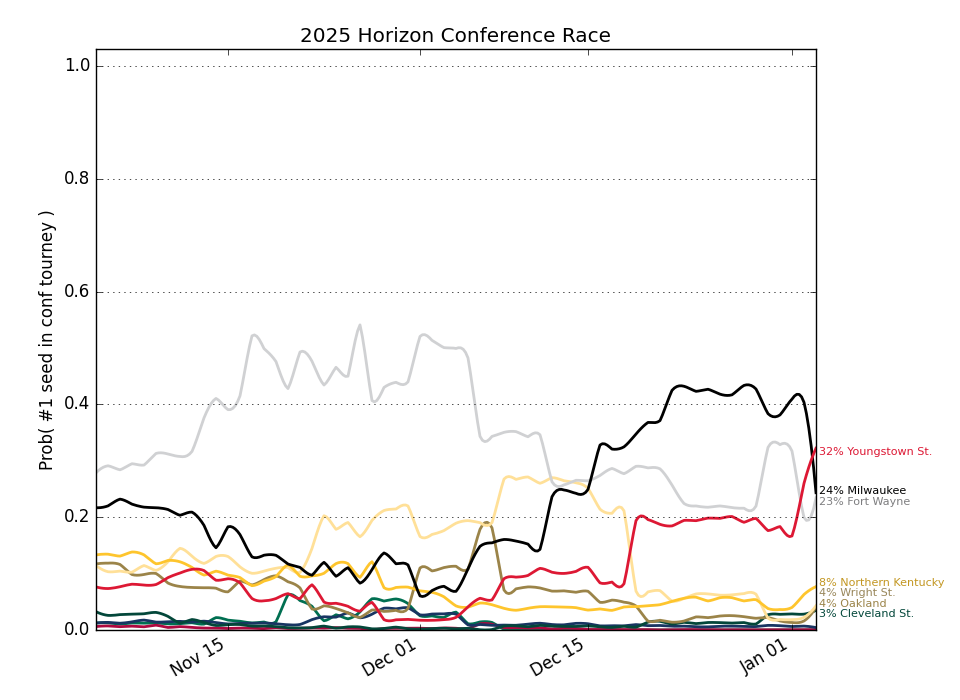 2025 Horizon Conference Race
Prob( #1 seed in conf tourney )
1.0
0.8
0.6
0.4
0.2
0.0
Nov 15
Dec 01
Dec 15
Jan 01
32% Youngstown St.
24% Milwaukee
23% Fort Wayne
8% Northern Kentucky
4% Wright St.
4% Oakland
3% Cleveland St.